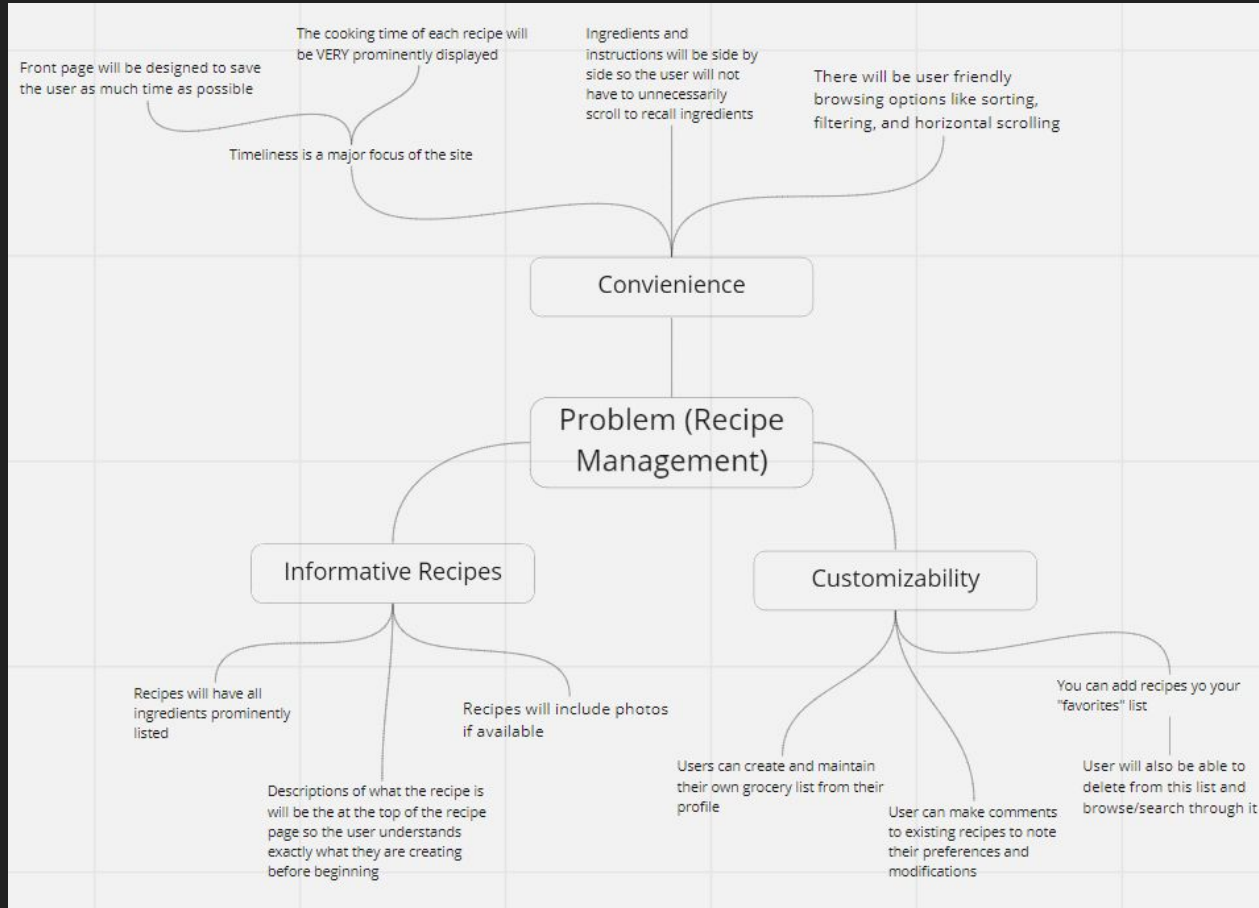 The cooking time of each recipe will
be VERY prominently displayed
Front page will be designed to save
the user as much time as possible
Timeliness is a major focus of the site
Ingredients and
instructions will be side by
side so the user will not
have to unnecessarily
scroll to recall ingredients
There will be user friendly
browsing options like sorting,
filtering, and horizontal scrolling
Convienience
Problem (Recipe
Management)
Informative Recipes
Customizability
Recipes will have all
ingredients prominently
listed
Descriptions of what the recipe is
will be the at the top of the recipe
page so the user understands
exactly what they are creating
before beginning
Recipes will include photos
if available
Users can create and maintain
their own grocery list from their
profile
User can make comments
to existing recipes to note
their preferences and
modifications
You can add recipes yo your
"favorites" list
User will also be able to
delete from this list and
browse/search through it